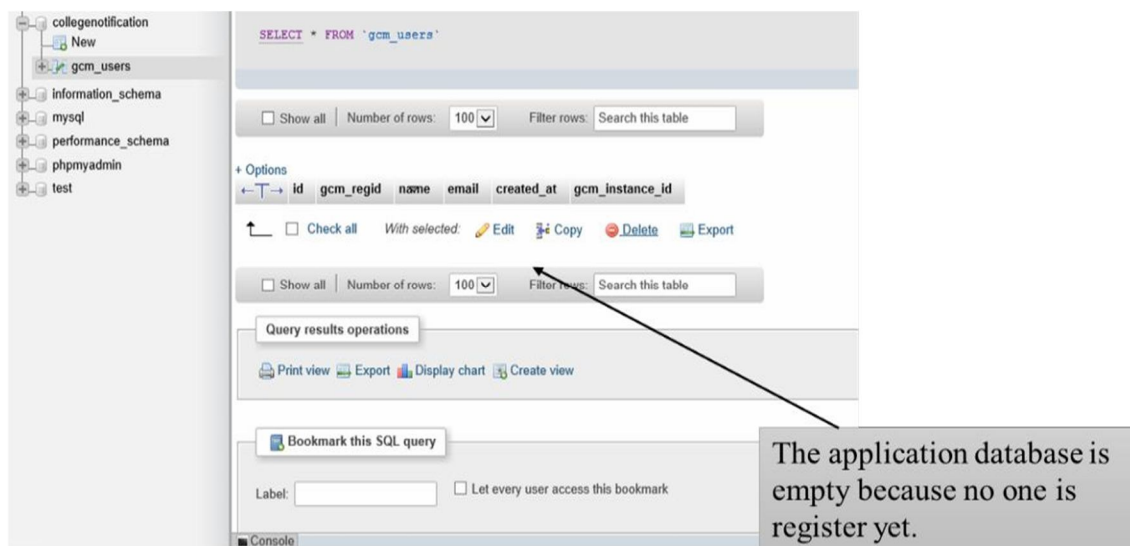 collegenotification
New
gcm_users
information_schema
mysql
performance_schema
phpmyadmin
test
SELECT * FROM `gcm_users`
Show all Number of rows: 100 Filter rows: Search this table
+ Options
←T→ id gcm_regid name email created_at gcm_instance_id
Check all With selected: Edit Copy Delete Export
Show all Number of rows: 100 Filter rows: Search this table
Query results operations
Print view Export Display chart Create view
Bookmark this SQL query
Label: Let every user access this bookmark
Console
The application database is
empty because no one is
register yet.